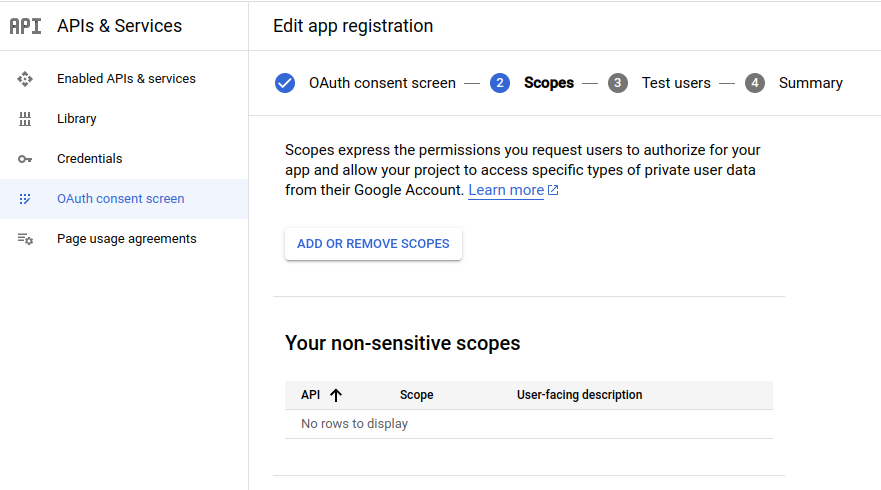 API APIs & Services
Edit app registration
Enabled APIs & services
Library
Credentials
OAuth consent screen
Page usage agreements
OAuth consent screen — 2 Scopes — 3 Test users — 4 Summary
Scopes express the permissions you request users to authorize for your
app and allow your project to access specific types of private user data
from their Google Account. Learn more
ADD OR REMOVE SCOPES
Your non-sensitive scopes
API Scope User-facing description
No rows to display